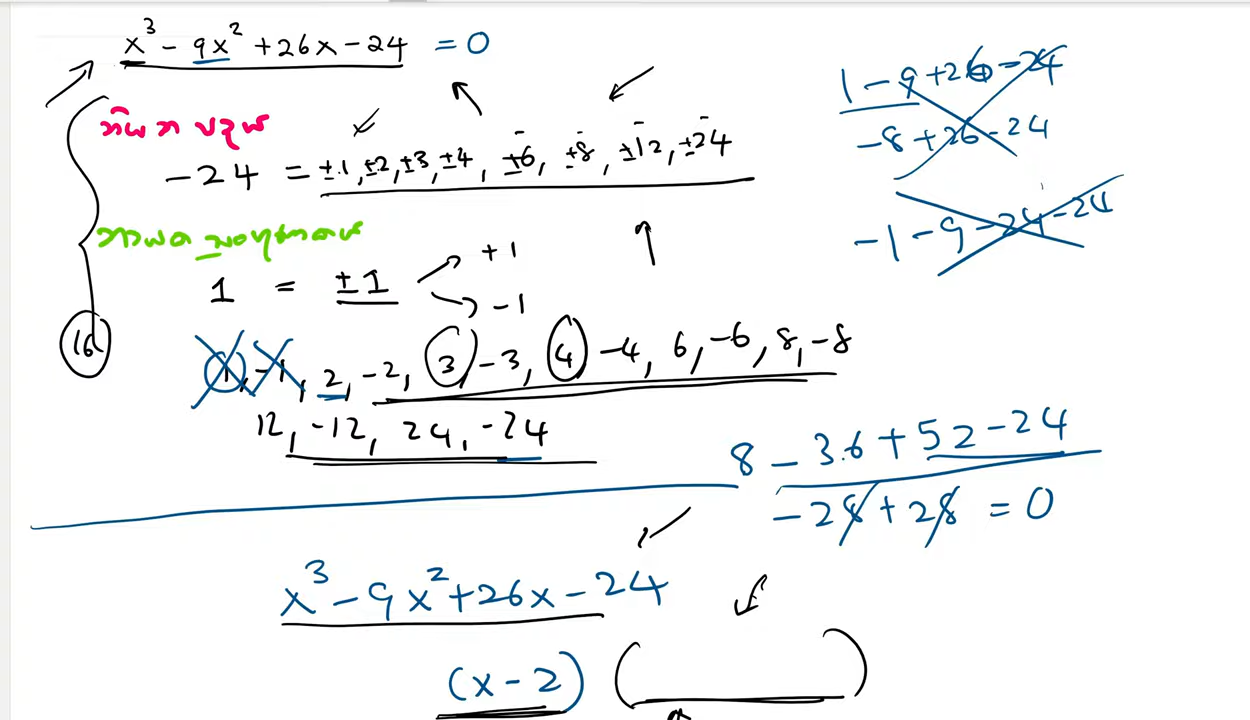 x³ - 9x² + 26x - 24 = 0
-24 = ±1, ±2, ±3, ±4, ±6, ±8, ±12, ±24
1 = ±1
+1
-1
16
1, -1, 2, -2, 3, -3, 4, -4, 6, -6, 8, -8
12, -12, 24, -24
1 - 9 + 26 - 24
-8 + 26 - 24
-1 - 9 - 24 - 24
8 - 36 + 52 - 24
-28 + 28 = 0
x³ - 9x² + 26x - 24
(x - 2) ( )